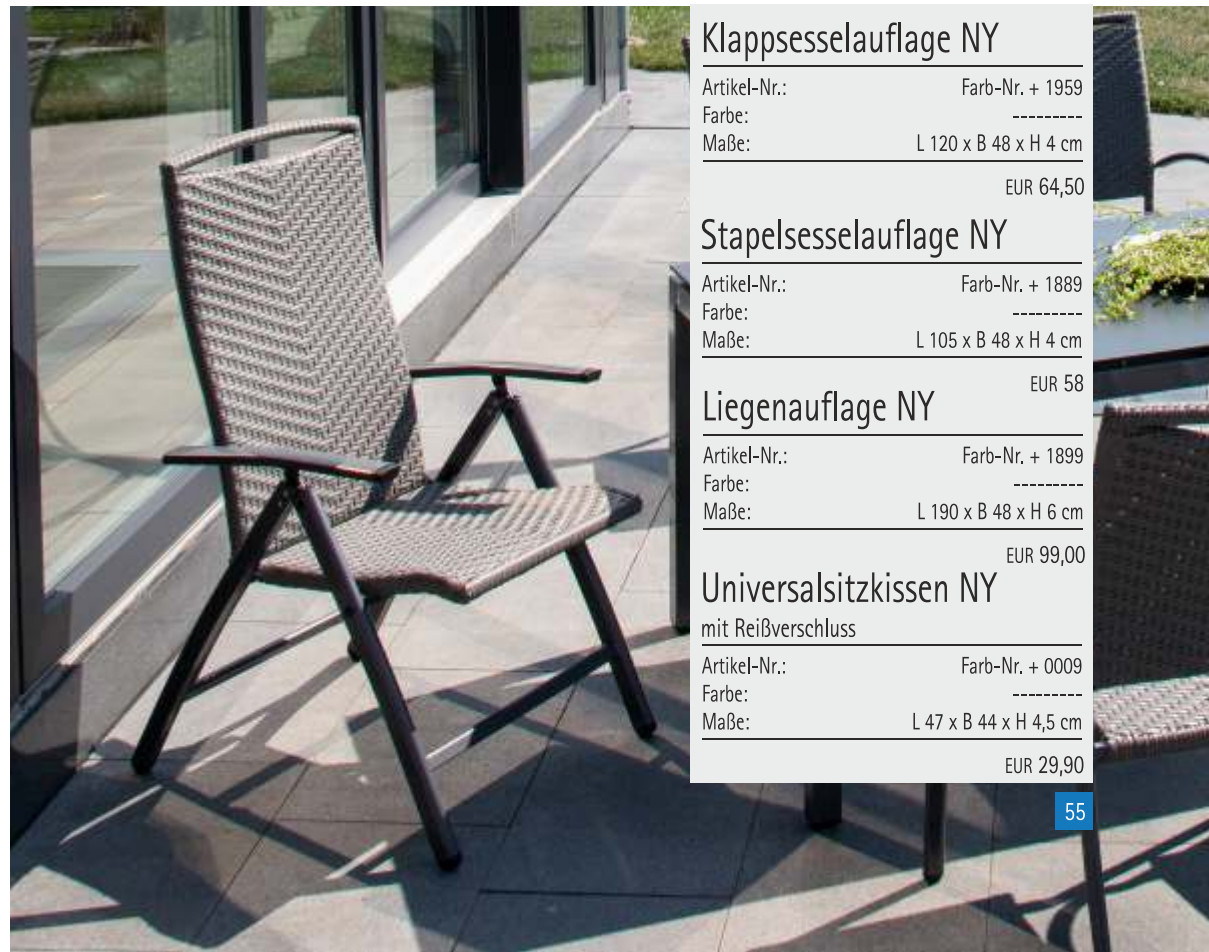 Klappsesselauflage NY
Artikel-Nr.: Farb-Nr. + 1959
Farbe: ---------
Maße: L 120 x B 48 x H 4 cm
EUR 64,50
Stapelsesselauflage NY
Artikel-Nr.: Farb-Nr. + 1889
Farbe: ---------
Maße: L 105 x B 48 x H 4 cm
EUR 58
Liegenauflage NY
Artikel-Nr.: Farb-Nr. + 1899
Farbe: ---------
Maße: L 190 x B 48 x H 6 cm
EUR 99,00
Universalsitzkissen NY
mit Reißverschluss
Artikel-Nr.: Farb-Nr. + 0009
Farbe: ---------
Maße: L 47 x B 44 x H 4,5 cm
EUR 29,90
55